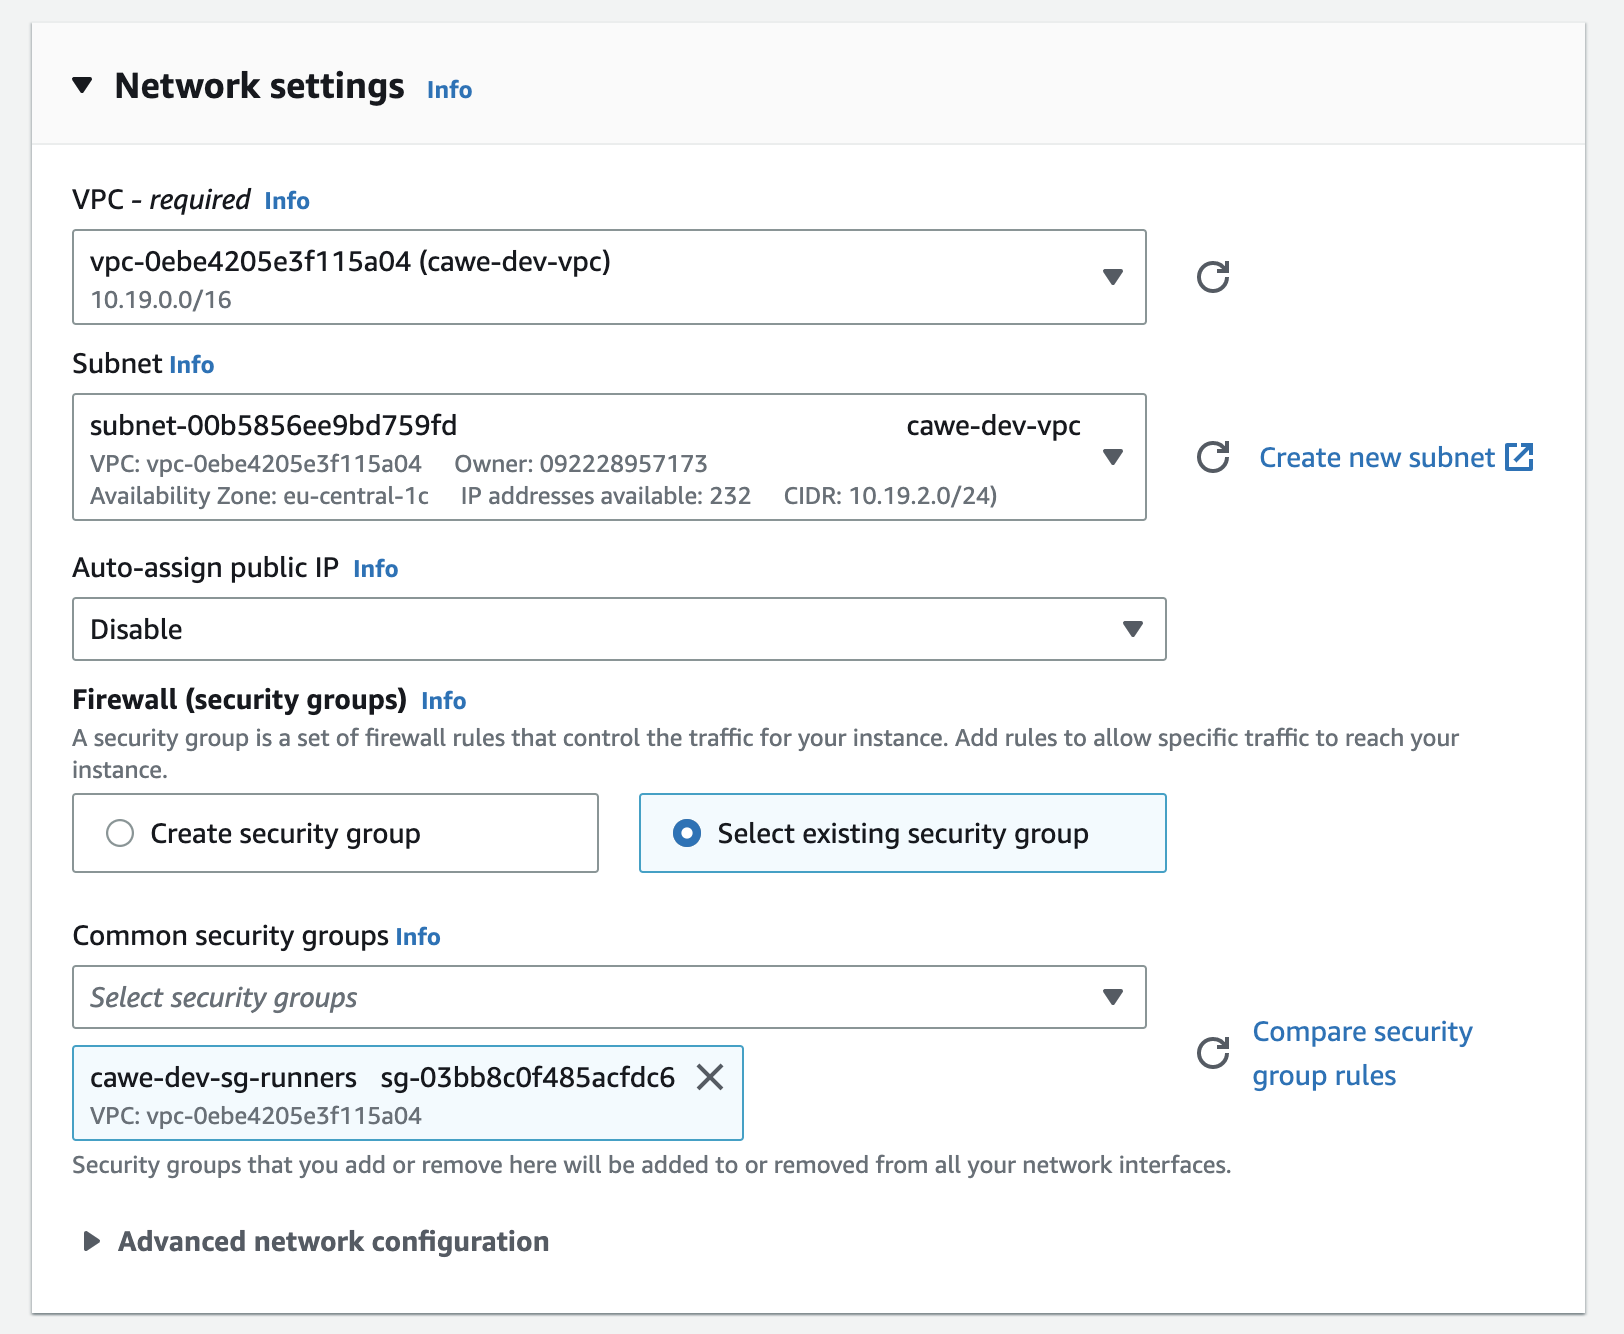 Network settings Info
VPC - required Info
vpc-0ebe4205e3f115a04 (cawe-dev-vpc)
10.19.0.0/16
Subnet Info
subnet-00b5856ee9bd759fd cawe-dev-vpc
VPC: vpc-0ebe4205e3f115a04 Owner: 092228957173
Availability Zone: eu-central-1c IP addresses available: 232 CIDR: 10.19.2.0/24)
Create new subnet
Auto-assign public IP Info
Disable
Firewall (security groups) Info
A security group is a set of firewall rules that control the traffic for your instance. Add rules to allow specific traffic to reach your
instance.
Create security group
Select existing security group
Common security groups Info
Select security groups
cawe-dev-sg-runners sg-03bb8c0f485acfdc6
VPC: vpc-0ebe4205e3f115a04
Compare security
group rules
Security groups that you add or remove here will be added to or removed from all your network interfaces.
Advanced network configuration